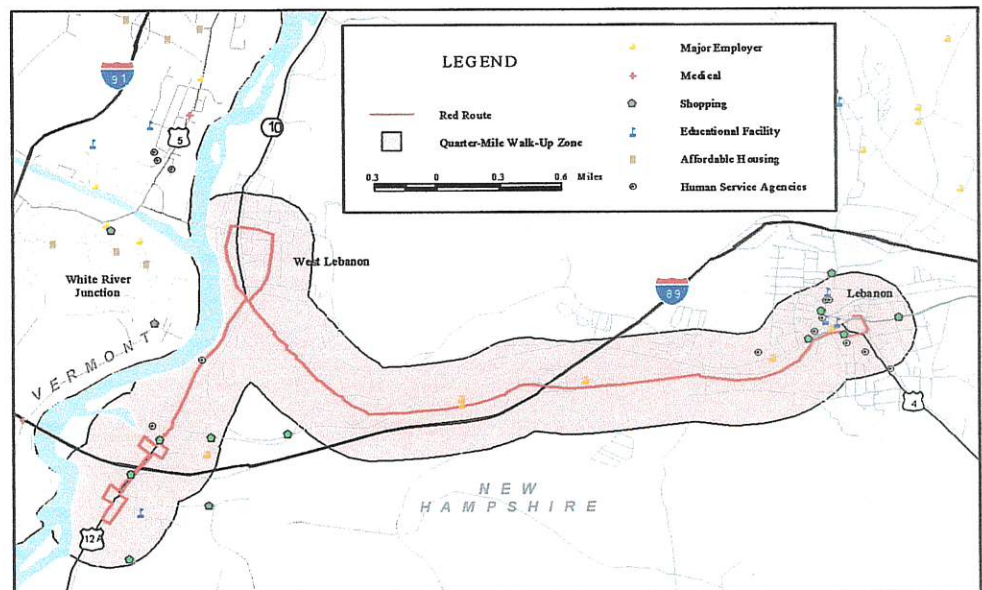 91
5
10
LEGEND
Red Route
Quarter-Mile Walk-Up Zone
0.3 0 0.3 0.6 Miles
Major Employer
Medical
Shopping
Educational Facility
Affordable Housing
Human Service Agencies
West Lebanon
White River
Junction
89
Lebanon
VERMONT
4
NEW
HAMPSHIRE
12A